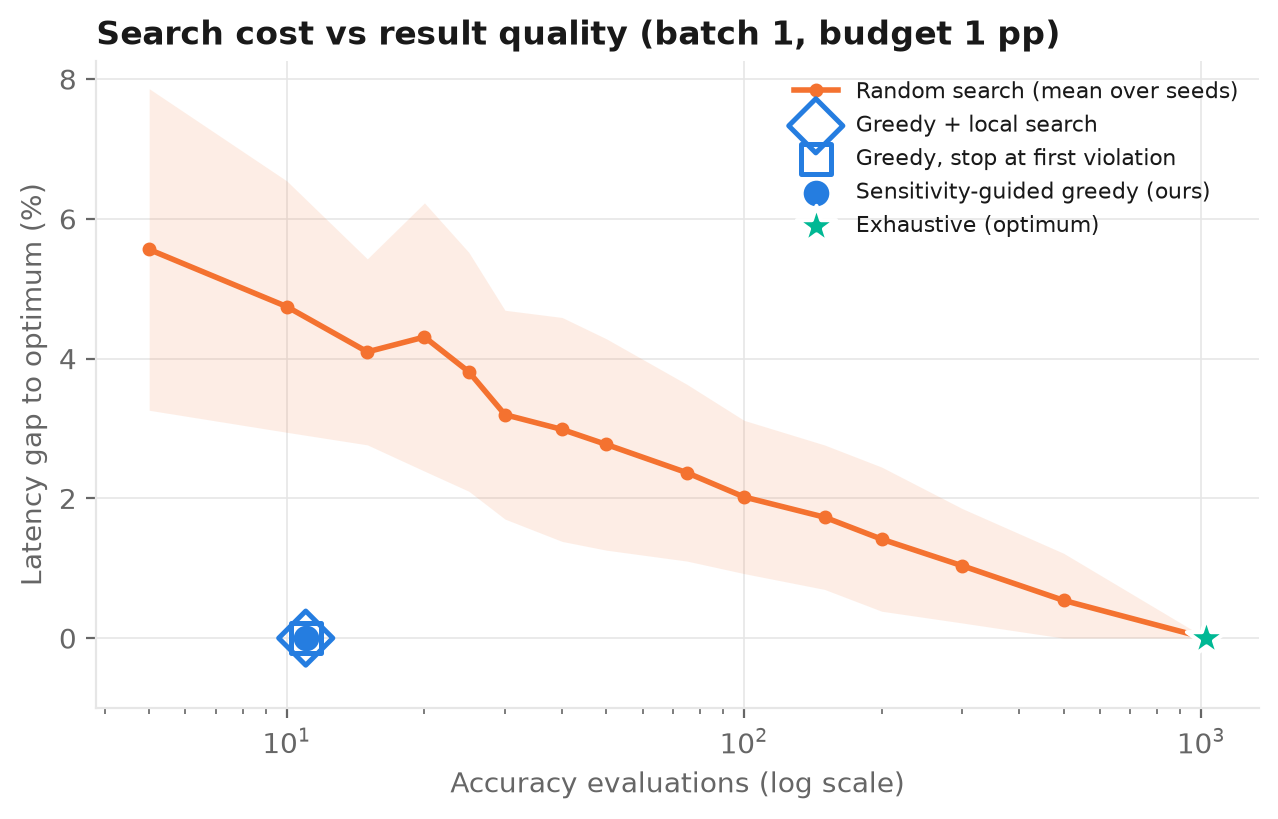 Search cost vs result quality (batch 1, budget 1 pp)
Random search (mean over seeds)
Greedy + local search
Greedy, stop at first violation
Sensitivity-guided greedy (ours)
Exhaustive (optimum)
Latency gap to optimum (%)
8
6
4
2
0
10¹ 10² 10³
Accuracy evaluations (log scale)